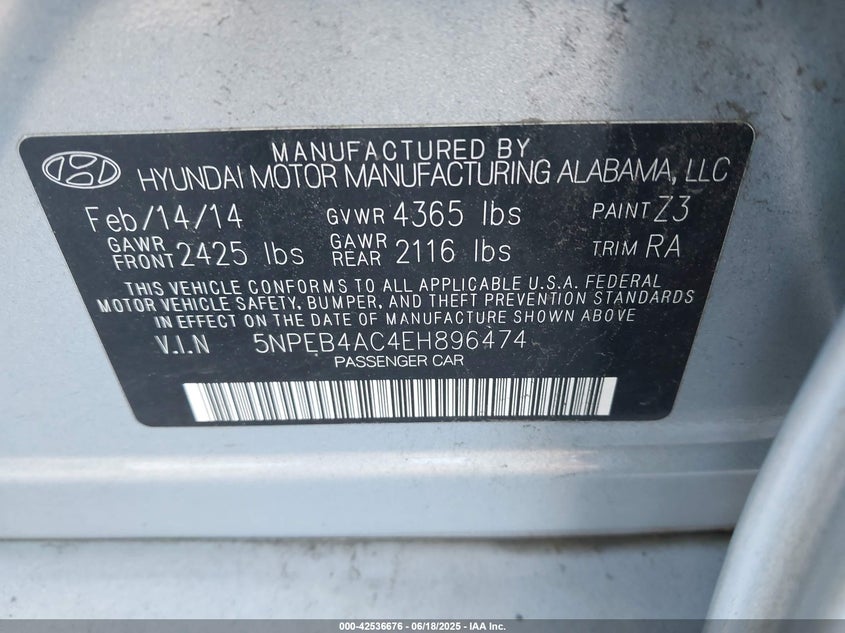 MANUFACTURED BY
HYUNDAI MOTOR MANUFACTURING ALABAMA, LLC
Feb/14/14 GVWR 4365 lbs PAINT Z3
GAWR FRONT 2425 lbs GAWR REAR 2116 lbs TRIM RA
THIS VEHICLE CONFORMS TO ALL APPLICABLE U.S.A. FEDERAL
MOTOR VEHICLE SAFETY, BUMPER, AND THEFT PREVENTION STANDARDS
IN EFFECT ON THE DATE OF MANUFACTURE SHOWN ABOVE
V.I.N 5NPEB4AC4EH896474
PASSENGER CAR
000-42536676 - 06/18/2025 - IAA Inc.